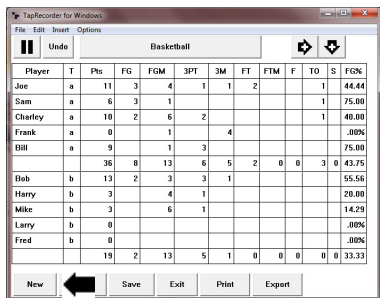 TapRecorder for Windows
File Edit Insert Options
Undo Basketball
Player T Pts FG FGM 3PT 3M FT FTM F TO S FG%
Joe a 11 3 4 1 1 2 1 44.44
Sam a 6 3 1 1 75.00
Charley a 10 2 6 2 1 40.00
Frank a 0 1 4 .00%
Bill a 9 1 3 75.00
36 8 13 6 5 2 0 0 3 0 43.75
Bob b 13 2 3 3 1 55.56
Harry b 3 4 1 20.00
Mike b 3 6 1 14.29
Larry b 0 .00%
Fred b 0 .00%
19 2 13 5 1 0 0 0 0 0 33.33
New Save Exit Print Export